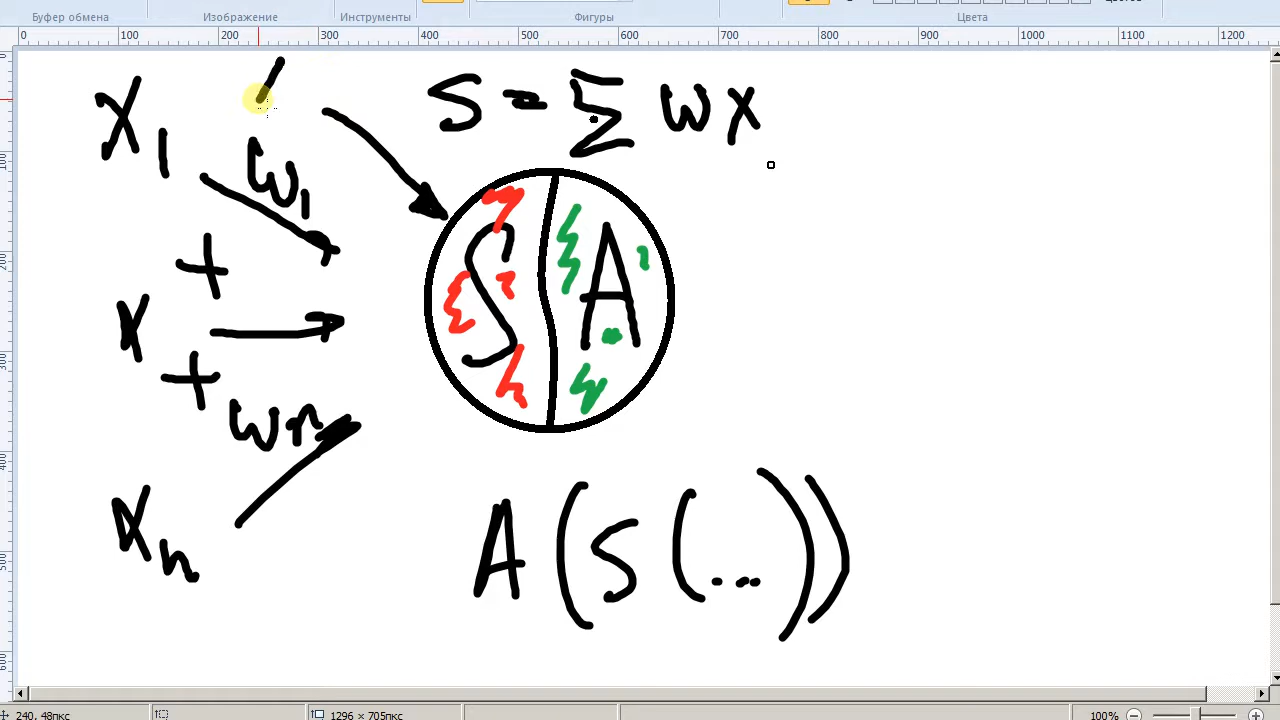 Буфер обмена Изображение Инструменты Фигуры Цвета
0 100 200 300 400 500 600 700 800 900 1000 1100 1200
X1 S = Σ wx
w1
+
S A
X
+
wn
Xn
A(S(...))
240, 48пкс 1296 × 705пкс 100%